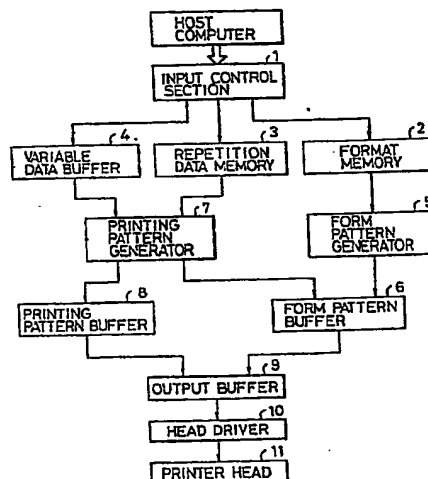 HOST
COMPUTER
1
INPUT CONTROL
SECTION
4.
VARIABLE
DATA BUFFER
3
REPETITION
DATA MEMORY
2
FORMAT
MEMORY
7
PRINTING
PATTERN
GENERATOR
5
FORM
PATTERN
GENERATOR
8
PRINTING
PATTERN BUFFER
6
FORM PATTERN
BUFFER
9
OUTPUT BUFFER
10
HEAD DRIVER
11
PRINTER HEAD